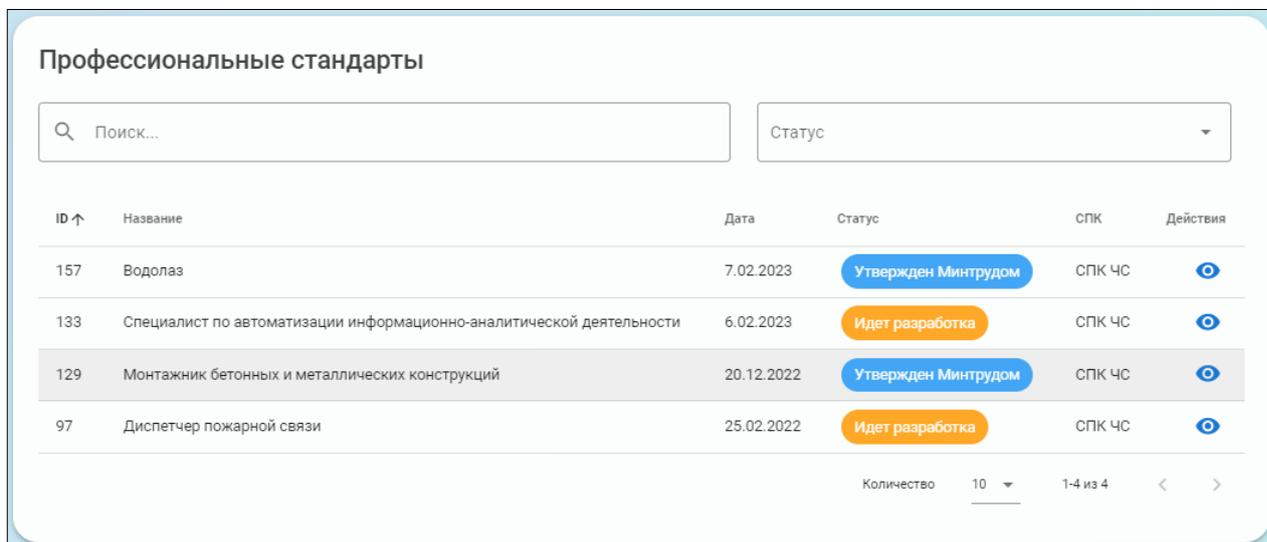 Профессиональные стандарты
Поиск... Статус
ID Название Дата Статус СПК Действия
157 Водолаз 7.02.2023 Утвержден Минтрудом СПК ЧС
133 Специалист по автоматизации информационно-аналитической деятельности 6.02.2023 Идет разработка СПК ЧС
129 Монтажник бетонных и металлических конструкций 20.12.2022 Утвержден Минтрудом СПК ЧС
97 Диспетчер пожарной связи 25.02.2022 Идет разработка СПК ЧС
Количество 10 1-4 из 4